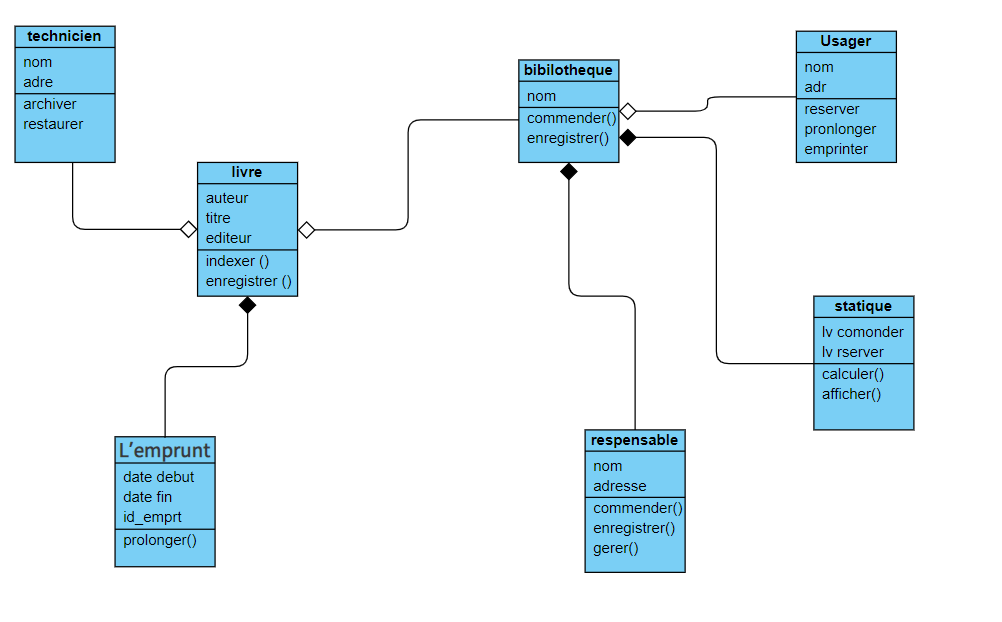 technicien
nom
adre
archiver
restaurer
livre
auteur
titre
editeur
indexer ()
enregistrer ()
L'emprunt
date debut
date fin
id_emprt
prolonger()
bibilotheque
nom
commender()
enregistrer()
Usager
nom
adr
reserver
pronlonger
emprinter
statique
lv comonder
lv rserver
calculer()
afficher()
respensable
nom
adresse
commender()
enregistrer()
gerer()